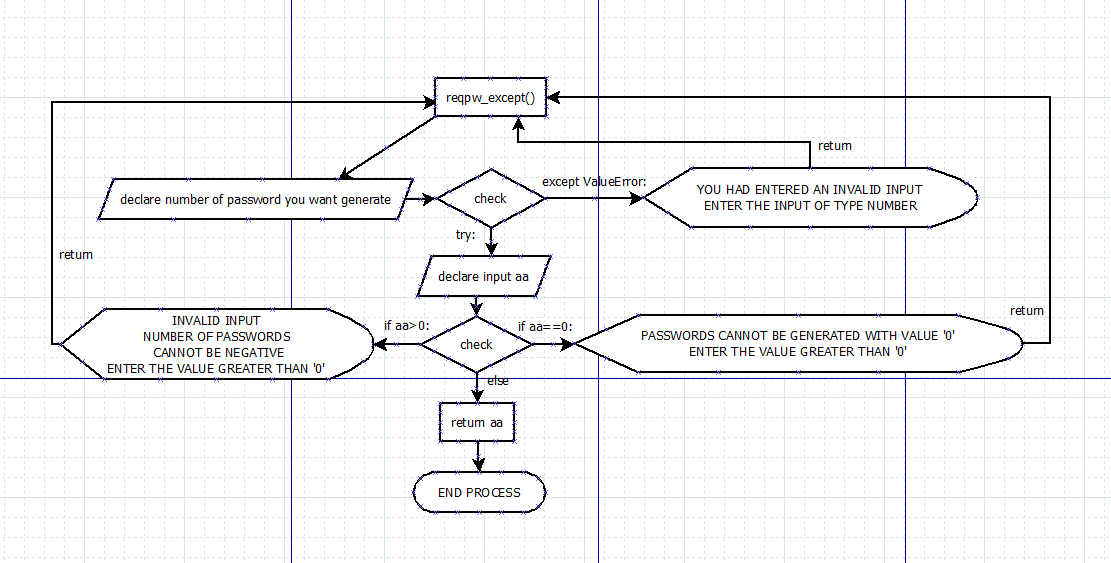 reqpw_except()
return
declare number of password you want generate
check
except ValueError:
YOU HAD ENTERED AN INVALID INPUT
ENTER THE INPUT OF TYPE NUMBER
try:
return
declare input aa
return
INVALID INPUT
NUMBER OF PASSWORDS
CANNOT BE NEGATIVE
ENTER THE VALUE GREATER THAN '0'
if aa>0:
check
if aa==0:
PASSWORDS CANNOT BE GENERATED WITH VALUE '0'
ENTER THE VALUE GREATER THAN '0'
else
return aa
END PROCESS